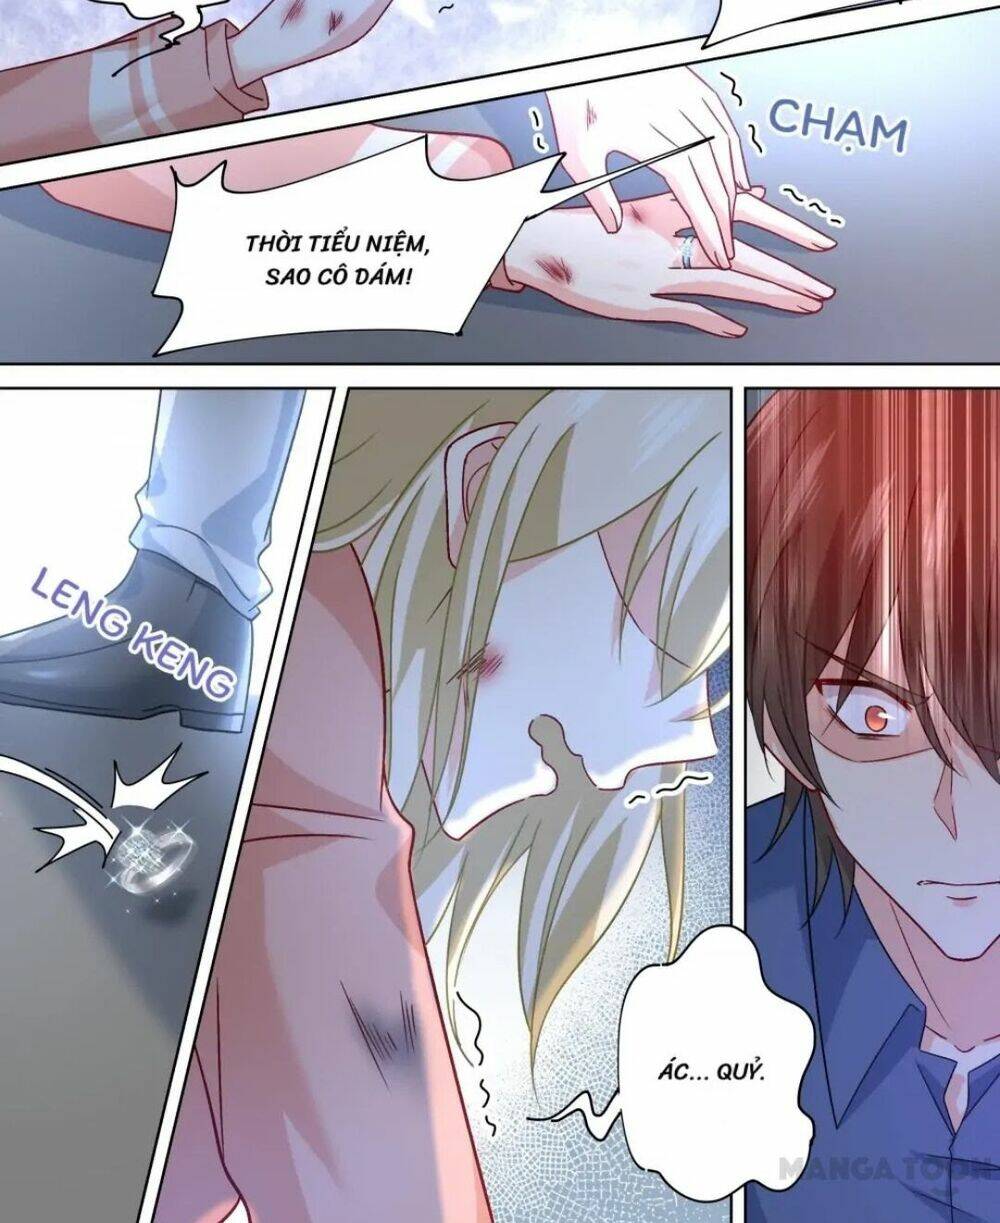 CHẠM
THỜI TIỂU NIỆM,
SAO CÔ DÁM!
LENG KENG
ÁC... QUỶ.
MANGA TOON